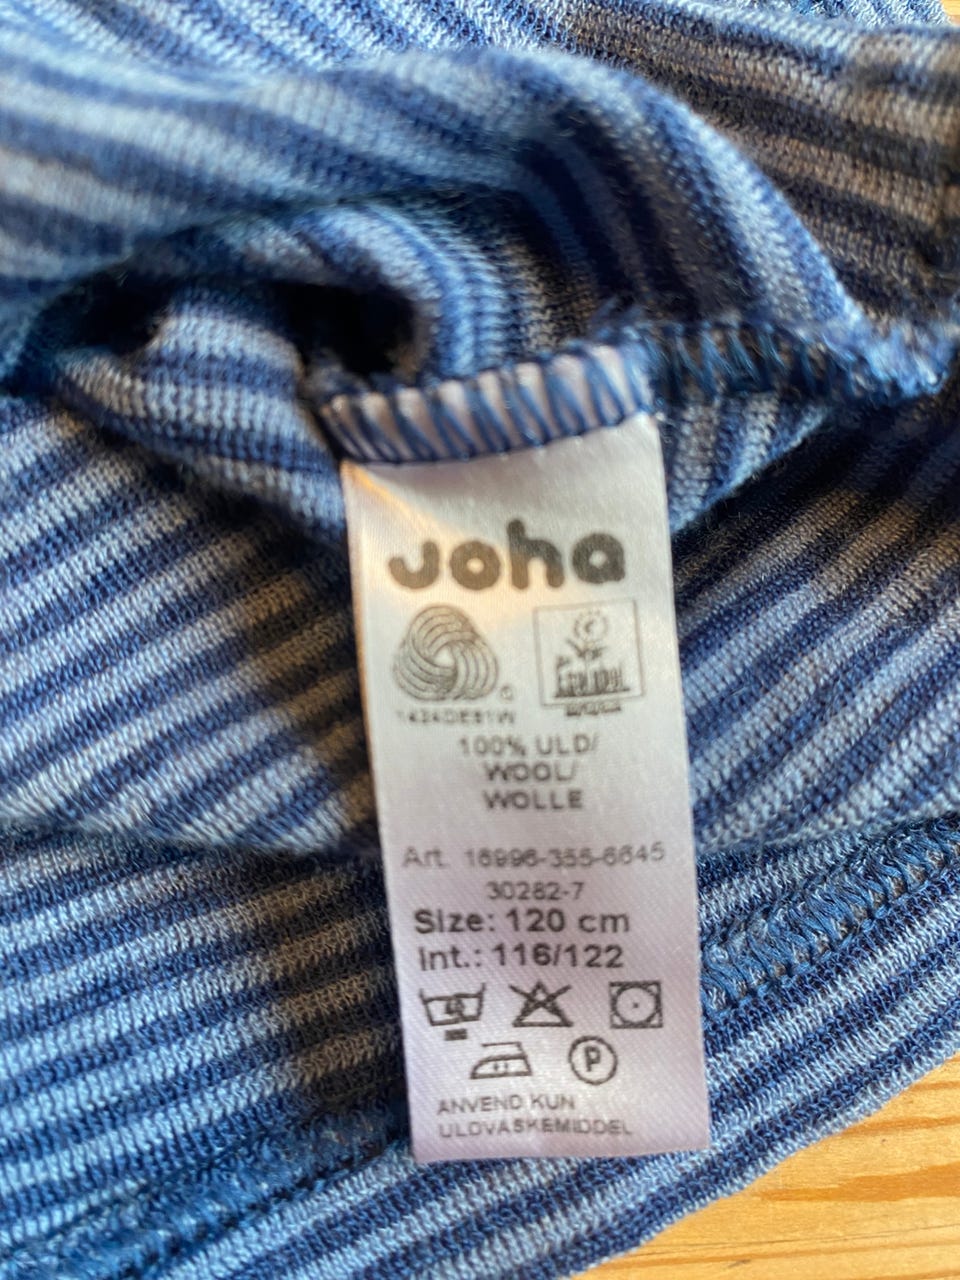 Joha
100% ULD/
WOOL/
WOLLE
Art. 16996-355-6645
30282-7
Size: 120 cm
Int.: 116/122
40
P
ANVEND KUN
ULDVASKEMIDDEL